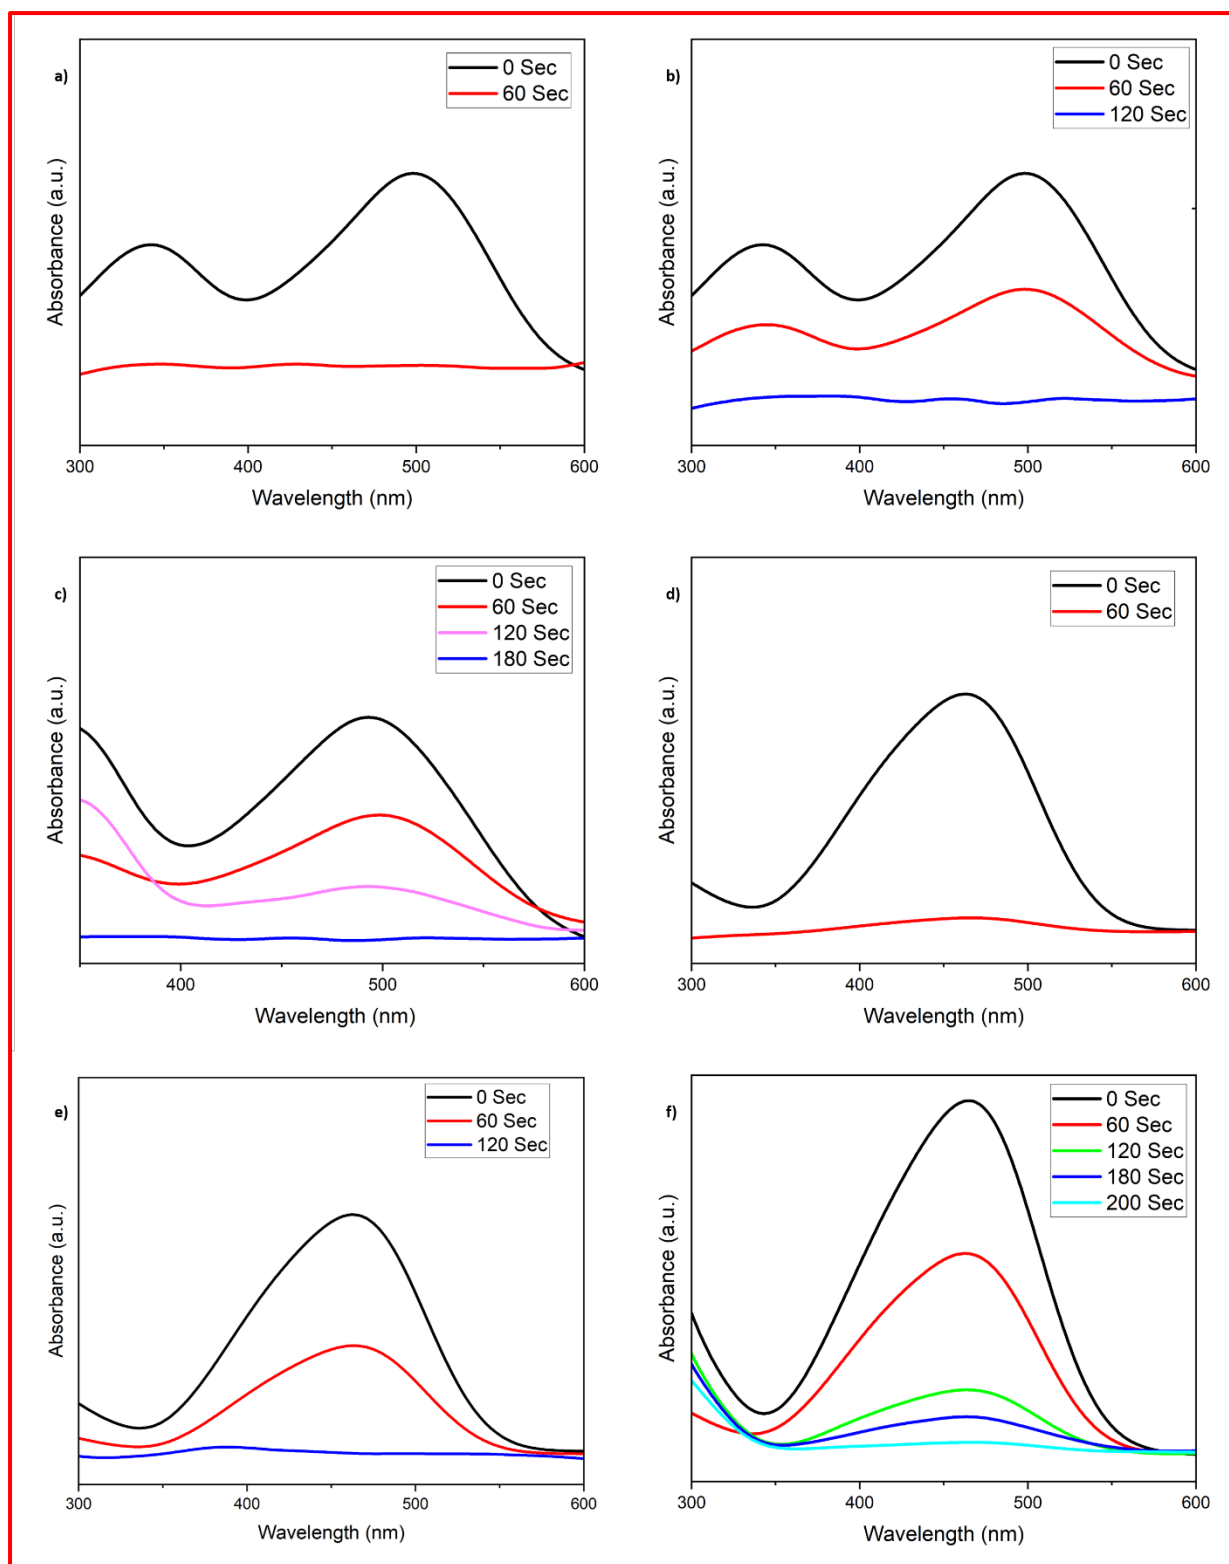 a)
0 Sec
60 Sec
Absorbance (a.u.)
300
400
500
600
Wavelength (nm)
b)
0 Sec
60 Sec
120 Sec
Absorbance (a.u.)
300
400
500
600
Wavelength (nm)
c)
0 Sec
60 Sec
120 Sec
180 Sec
Absorbance (a.u.)
400
500
600
Wavelength (nm)
d)
0 Sec
60 Sec
Absorbance (a.u.)
300
400
500
600
Wavelength (nm)
e)
0 Sec
60 Sec
120 Sec
Absorbance (a.u.)
300
400
500
600
Wavelength (nm)
f)
0 Sec
60 Sec
120 Sec
180 Sec
200 Sec
Absorbance (a.u.)
300
400
500
600
Wavelength (nm)